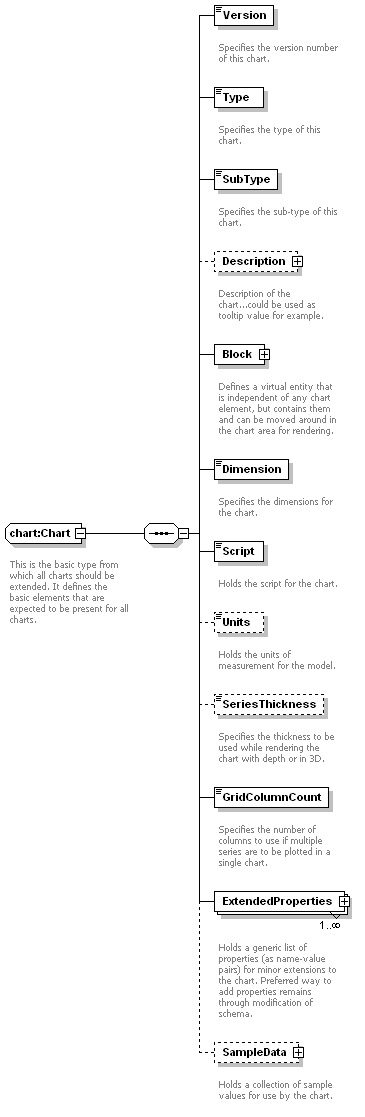 Version
Specifies the version number
of this chart.
Type
Specifies the type of this
chart.
SubType
Specifies the sub-type of this
chart.
Description
Description of the
chart...could be used as
tooltip value for example.
Block
Defines a virtual entity that
is independent of any chart
element, but contains them
and can be moved around in
the chart area for rendering.
Dimension
Specifies the dimensions for
the chart.
chart:Chart
This is the basic type from
which all charts should be
extended. It defines the
basic elements that are
expected to be present for all
charts.
Script
Holds the script for the chart.
Units
Holds the units of
measurement for the model.
SeriesThickness
Specifies the thickness to be
used while rendering the
chart with depth or in 3D.
GridColumnCount
Specifies the number of
columns to use if multiple
series are to be plotted in a
single chart.
ExtendedProperties
1..∞
Holds a generic list of
properties (as name-value
pairs) for minor extensions to
the chart. Preferred way to
add properties remains
through modification of
schema.
SampleData
Holds a collection of sample
values for use by the chart.